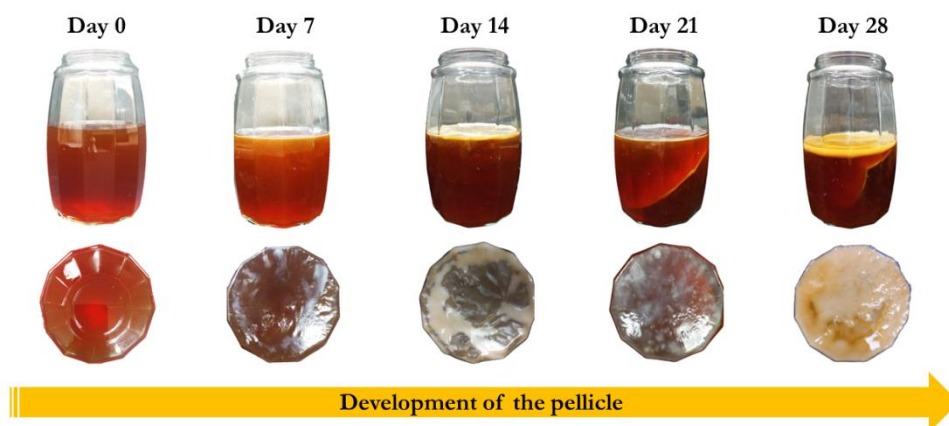 Day 0
Day 7
Day 14
Day 21
Day 28
Development of the pellicle